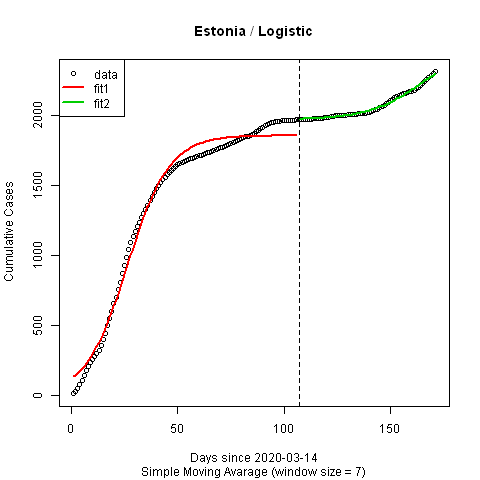 Estonia / Logistic
data
fit1
fit2
Cumulative Cases
2000
1500
1000
500
0
0 50 100 150
Days since 2020-03-14
Simple Moving Avarage (window size = 7)